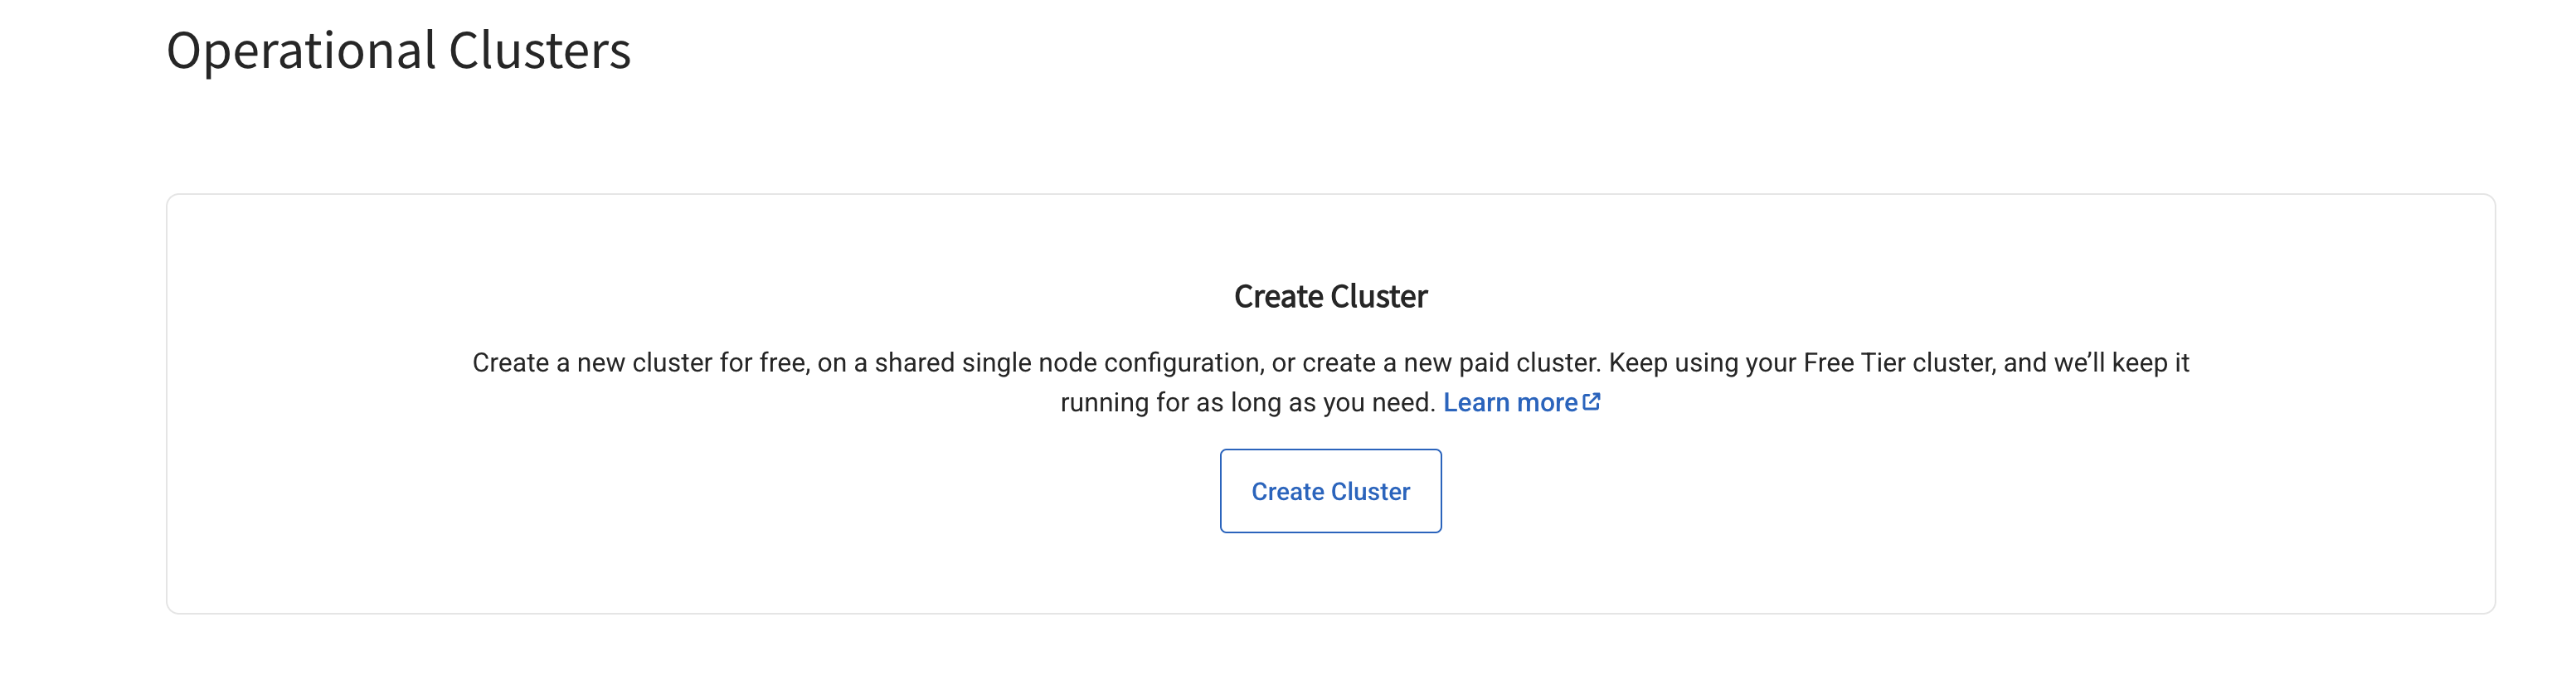 Operational Clusters
Create Cluster
Create a new cluster for free, on a shared single node configuration, or create a new paid cluster. Keep using your Free Tier cluster, and we’ll keep it
running for as long as you need. Learn more
Create Cluster